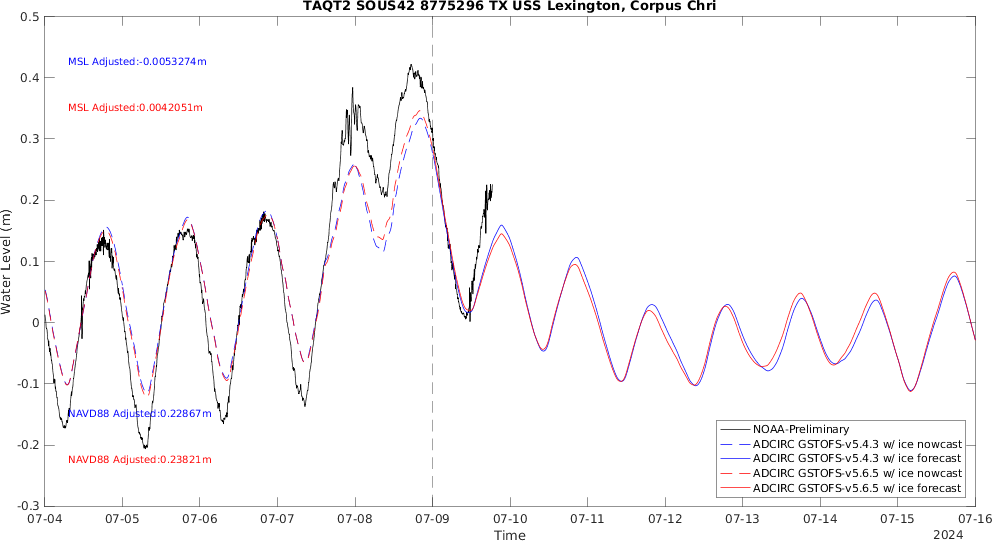 TAQT2 SOUS42 8775296 TX USS Lexington, Corpus Chri
0.5
0.4
0.3
0.2
0.1
0
-0.1
-0.2
-0.3
Water Level (m)
MSL Adjusted:-0.0053274m
MSL Adjusted:0.0042051m
NAVD88 Adjusted:0.22867m
NAVD88 Adjusted:0.23821m
NOAA-Preliminary
ADCIRC GSTOFS-v5.4.3 w/ ice nowcast
ADCIRC GSTOFS-v5.4.3 w/ ice forecast
ADCIRC GSTOFS-v5.6.5 w/ ice nowcast
ADCIRC GSTOFS-v5.6.5 w/ ice forecast
07-04 07-05 07-06 07-07 07-08 07-09 07-10 07-11 07-12 07-13 07-14 07-15 07-16
Time
2024